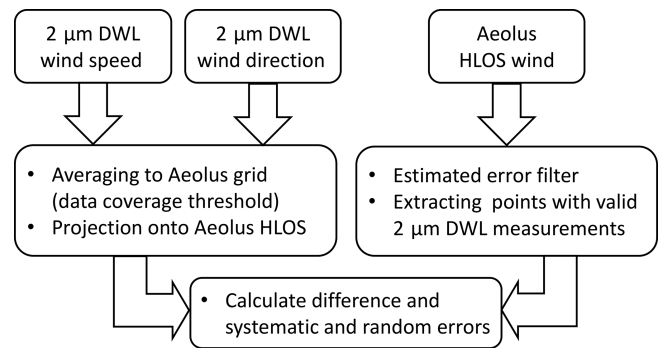 2 µm DWL
wind speed
2 µm DWL
wind direction
Aeolus
HLOS wind
• Averaging to Aeolus grid
(data coverage threshold)
• Projection onto Aeolus HLOS
• Estimated error filter
• Extracting points with valid
2 µm DWL measurements
• Calculate difference and
systematic and random errors